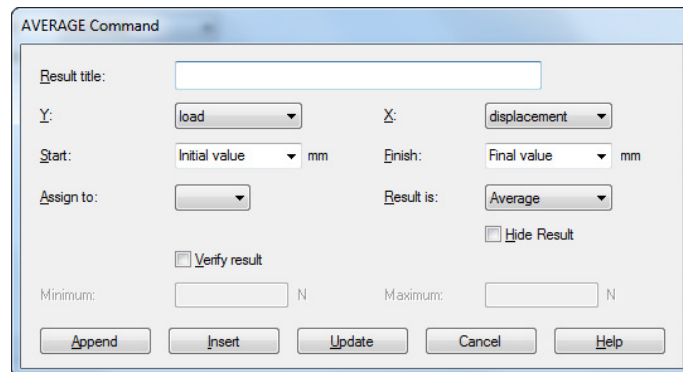 AVERAGE Command
Result title:
Y: load X: displacement
Start: Initial value mm Finish: Final value mm
Assign to: Result is: Average
Hide Result
Verify result
Minimum: N Maximum: N
Append Insert Update Cancel Help